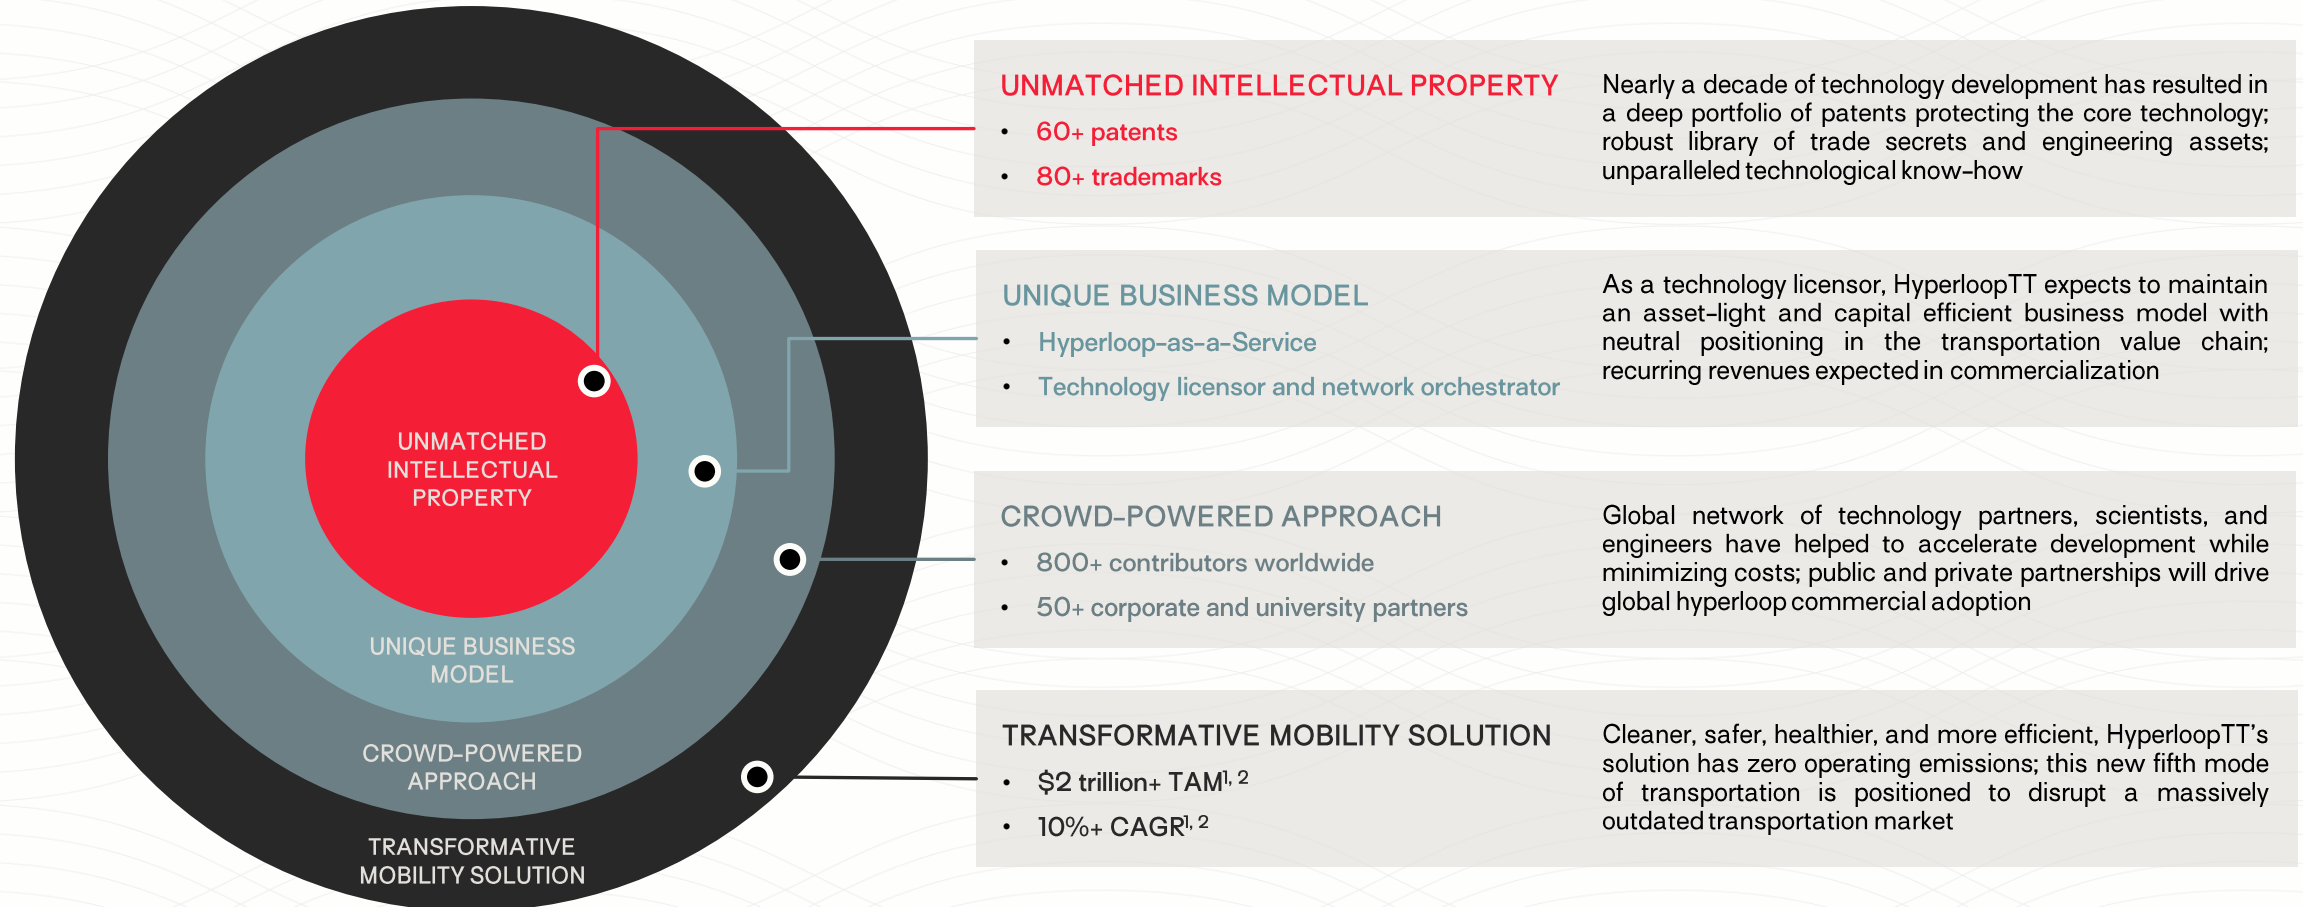 UNMATCHED
INTELLECTUAL
PROPERTY
UNIQUE BUSINESS
MODEL
CROWD-POWERED
APPROACH
TRANSFORMATIVE
MOBILITY SOLUTION
UNMATCHED INTELLECTUAL PROPERTY
• 60+ patents
• 80+ trademarks
Nearly a decade of technology development has resulted in
a deep portfolio of patents protecting the core technology;
robust library of trade secrets and engineering assets;
unparalleled technological know-how
UNIQUE BUSINESS MODEL
• Hyperloop-as-a-Service
• Technology licensor and network orchestrator
As a technology licensor, HyperloopTT expects to maintain
an asset-light and capital efficient business model with
neutral positioning in the transportation value chain;
recurring revenues expected in commercialization
CROWD-POWERED APPROACH
• 800+ contributors worldwide
• 50+ corporate and university partners
Global network of technology partners, scientists, and
engineers have helped to accelerate development while
minimizing costs; public and private partnerships will drive
global hyperloop commercial adoption
TRANSFORMATIVE MOBILITY SOLUTION
• $2 trillion+ TAM¹, ²
• 10%+ CAGR¹, ²
Cleaner, safer, healthier, and more efficient, HyperloopTT's
solution has zero operating emissions; this new fifth mode
of transportation is positioned to disrupt a massively
outdated transportation market